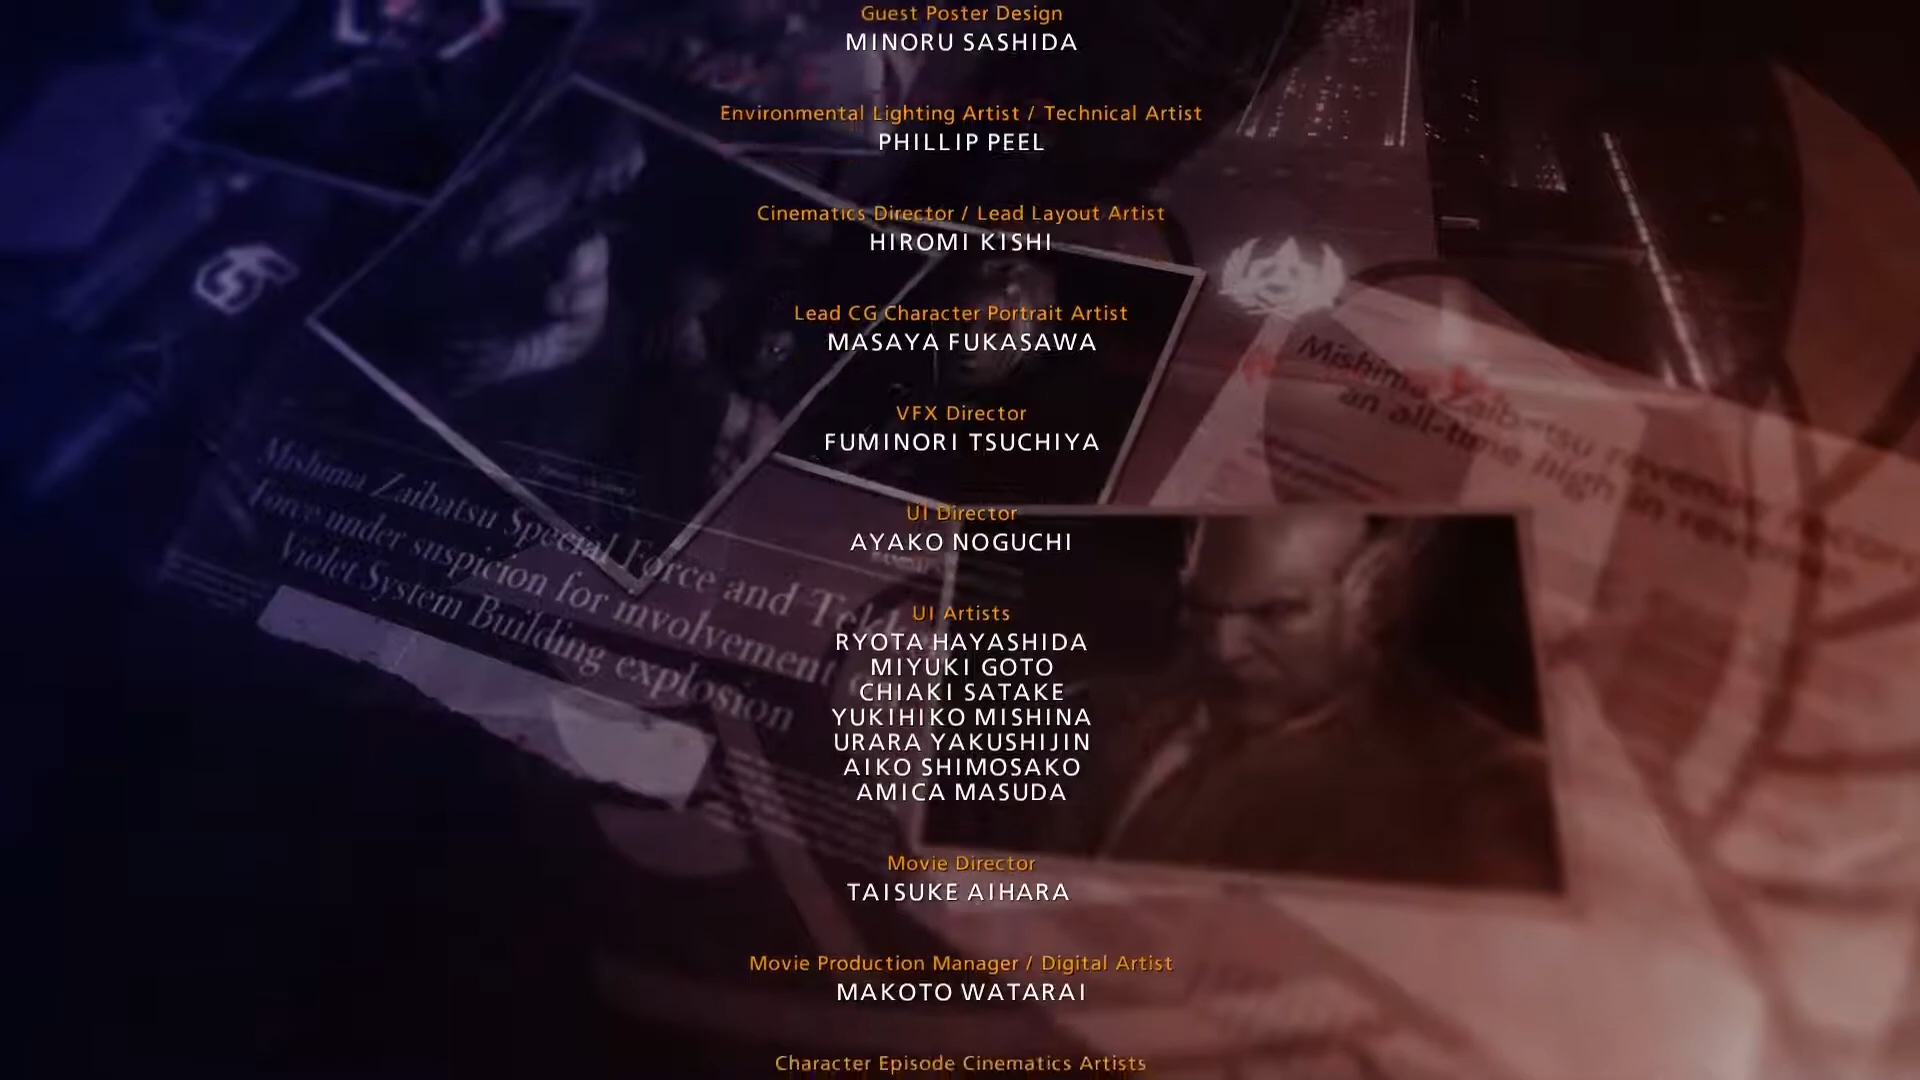 Guest Poster Design
MINORU SASHIDA
Environmental Lighting Artist / Technical Artist
PHILLIP PEEL
Cinematics Director / Lead Layout Artist
HIROMI KISHI
Lead CG Character Portrait Artist
MASAYA FUKASAWA
VFX Director
FUMINORI TSUCHIYA
UI Director
AYAKO NOGUCHI
UI Artists
RYOTA HAYASHIDA
MIYUKI GOTO
CHIAKI SATAKE
YUKIHIKO MISHINA
URARA YAKUSHIJIN
AIKO SHIMOSAKO
AMICA MASUDA
Movie Director
TAISUKE AIHARA
Movie Production Manager / Digital Artist
MAKOTO WATARAI
Character Episode Cinematics Artists
Mishima Zaibatsu Special Force and
Force under suspicion for involvement
Violet System Building explosion
Mishima Zaibatsu revenue
an all-time high in